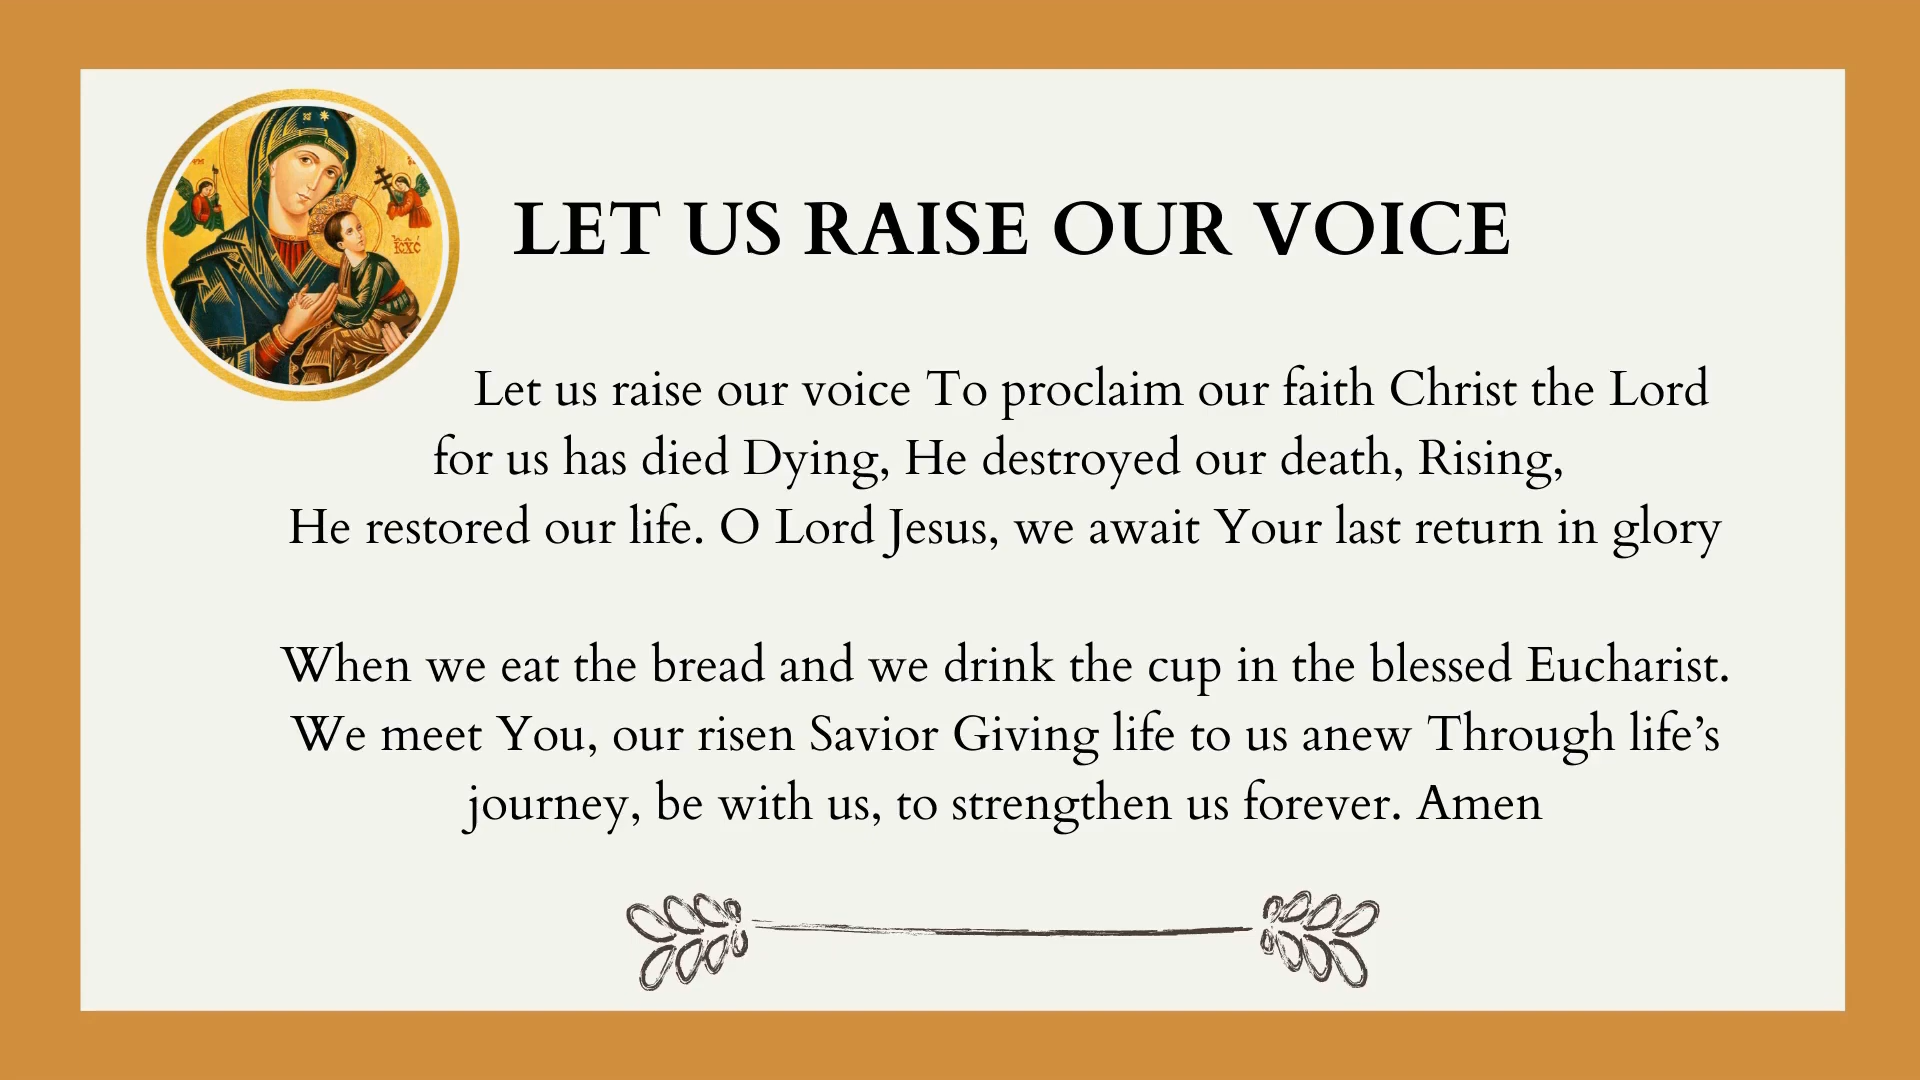 LET US RAISE OUR VOICE
Let us raise our voice To proclaim our faith Christ the Lord
for us has died Dying, He destroyed our death, Rising,
He restored our life. O Lord Jesus, we await Your last return in glory
When we eat the bread and we drink the cup in the blessed Eucharist.
We meet You, our risen Savior Giving life to us anew Through life’s
journey, be with us, to strengthen us forever. Amen